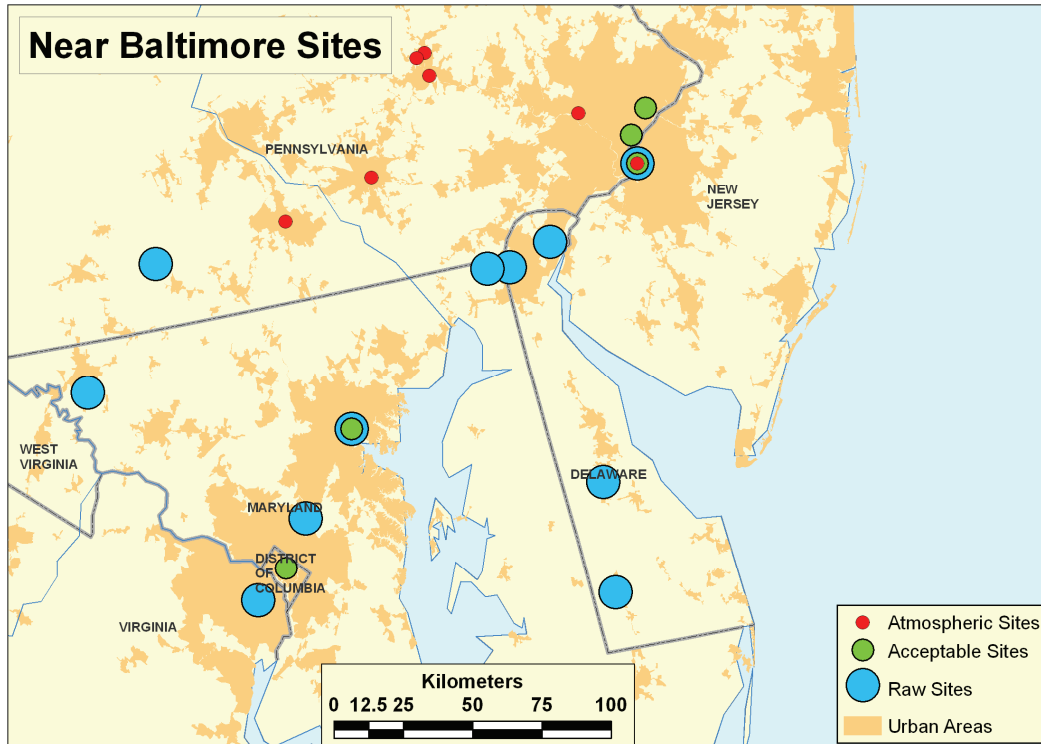 Near Baltimore Sites
PENNSYLVANIA
NEW
JERSEY
WEST
VIRGINIA
DELAWARE
MARYLAND
DISTRICT
OF
COLUMBIA
VIRGINIA
Kilometers
0 12.5 25 50 75 100
Atmospheric Sites
Acceptable Sites
Raw Sites
Urban Areas